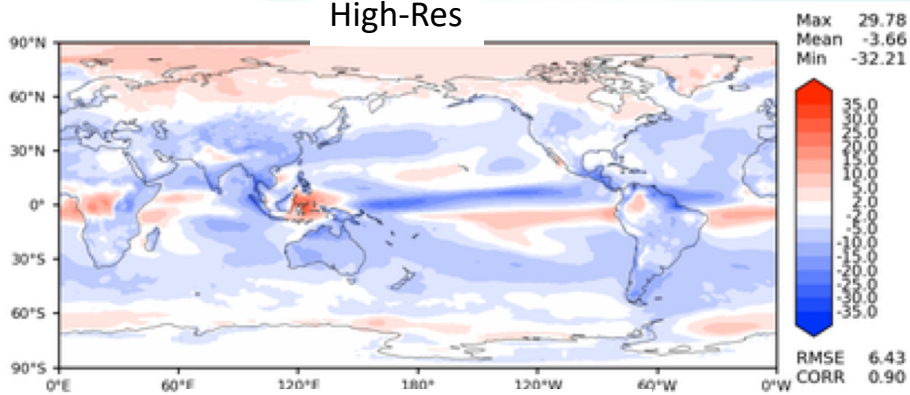 High-Res
Max 29.78
Mean -3.66
Min -32.21
90°N
60°N
30°N
0°
30°S
60°S
90°S
0°E 60°E 120°E 180° 120°W 60°W 0°W
35.0
30.0
25.0
20.0
15.0
10.0
5.0
2.0
-2.0
-5.0
-10.0
-15.0
-20.0
-25.0
-30.0
-35.0
RMSE 6.43
CORR 0.90